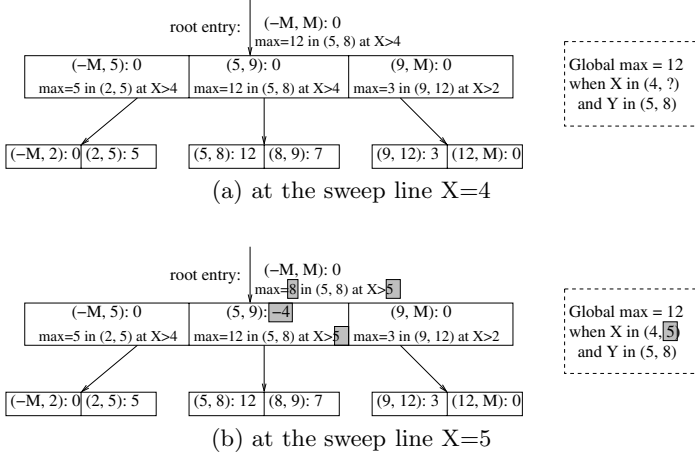 root entry:
(−M, M): 0
max=12 in (5, 8) at X>4
(−M, 5): 0
max=5 in (2, 5) at X>4
(5, 9): 0
max=12 in (5, 8) at X>4
(9, M): 0
max=3 in (9, 12) at X>2
(−M, 2): 0
(2, 5): 5
(5, 8): 12
(8, 9): 7
(9, 12): 3
(12, M): 0
Global max = 12
when X in (4, ?)
and Y in (5, 8)
(a) at the sweep line X=4
root entry:
(−M, M): 0
max=8 in (5, 8) at X>5
(−M, 5): 0
max=5 in (2, 5) at X>4
(5, 9): −4
max=12 in (5, 8) at X>5
(9, M): 0
max=3 in (9, 12) at X>2
(−M, 2): 0
(2, 5): 5
(5, 8): 12
(8, 9): 7
(9, 12): 3
(12, M): 0
Global max = 12
when X in (4, 5)
and Y in (5, 8)
(b) at the sweep line X=5